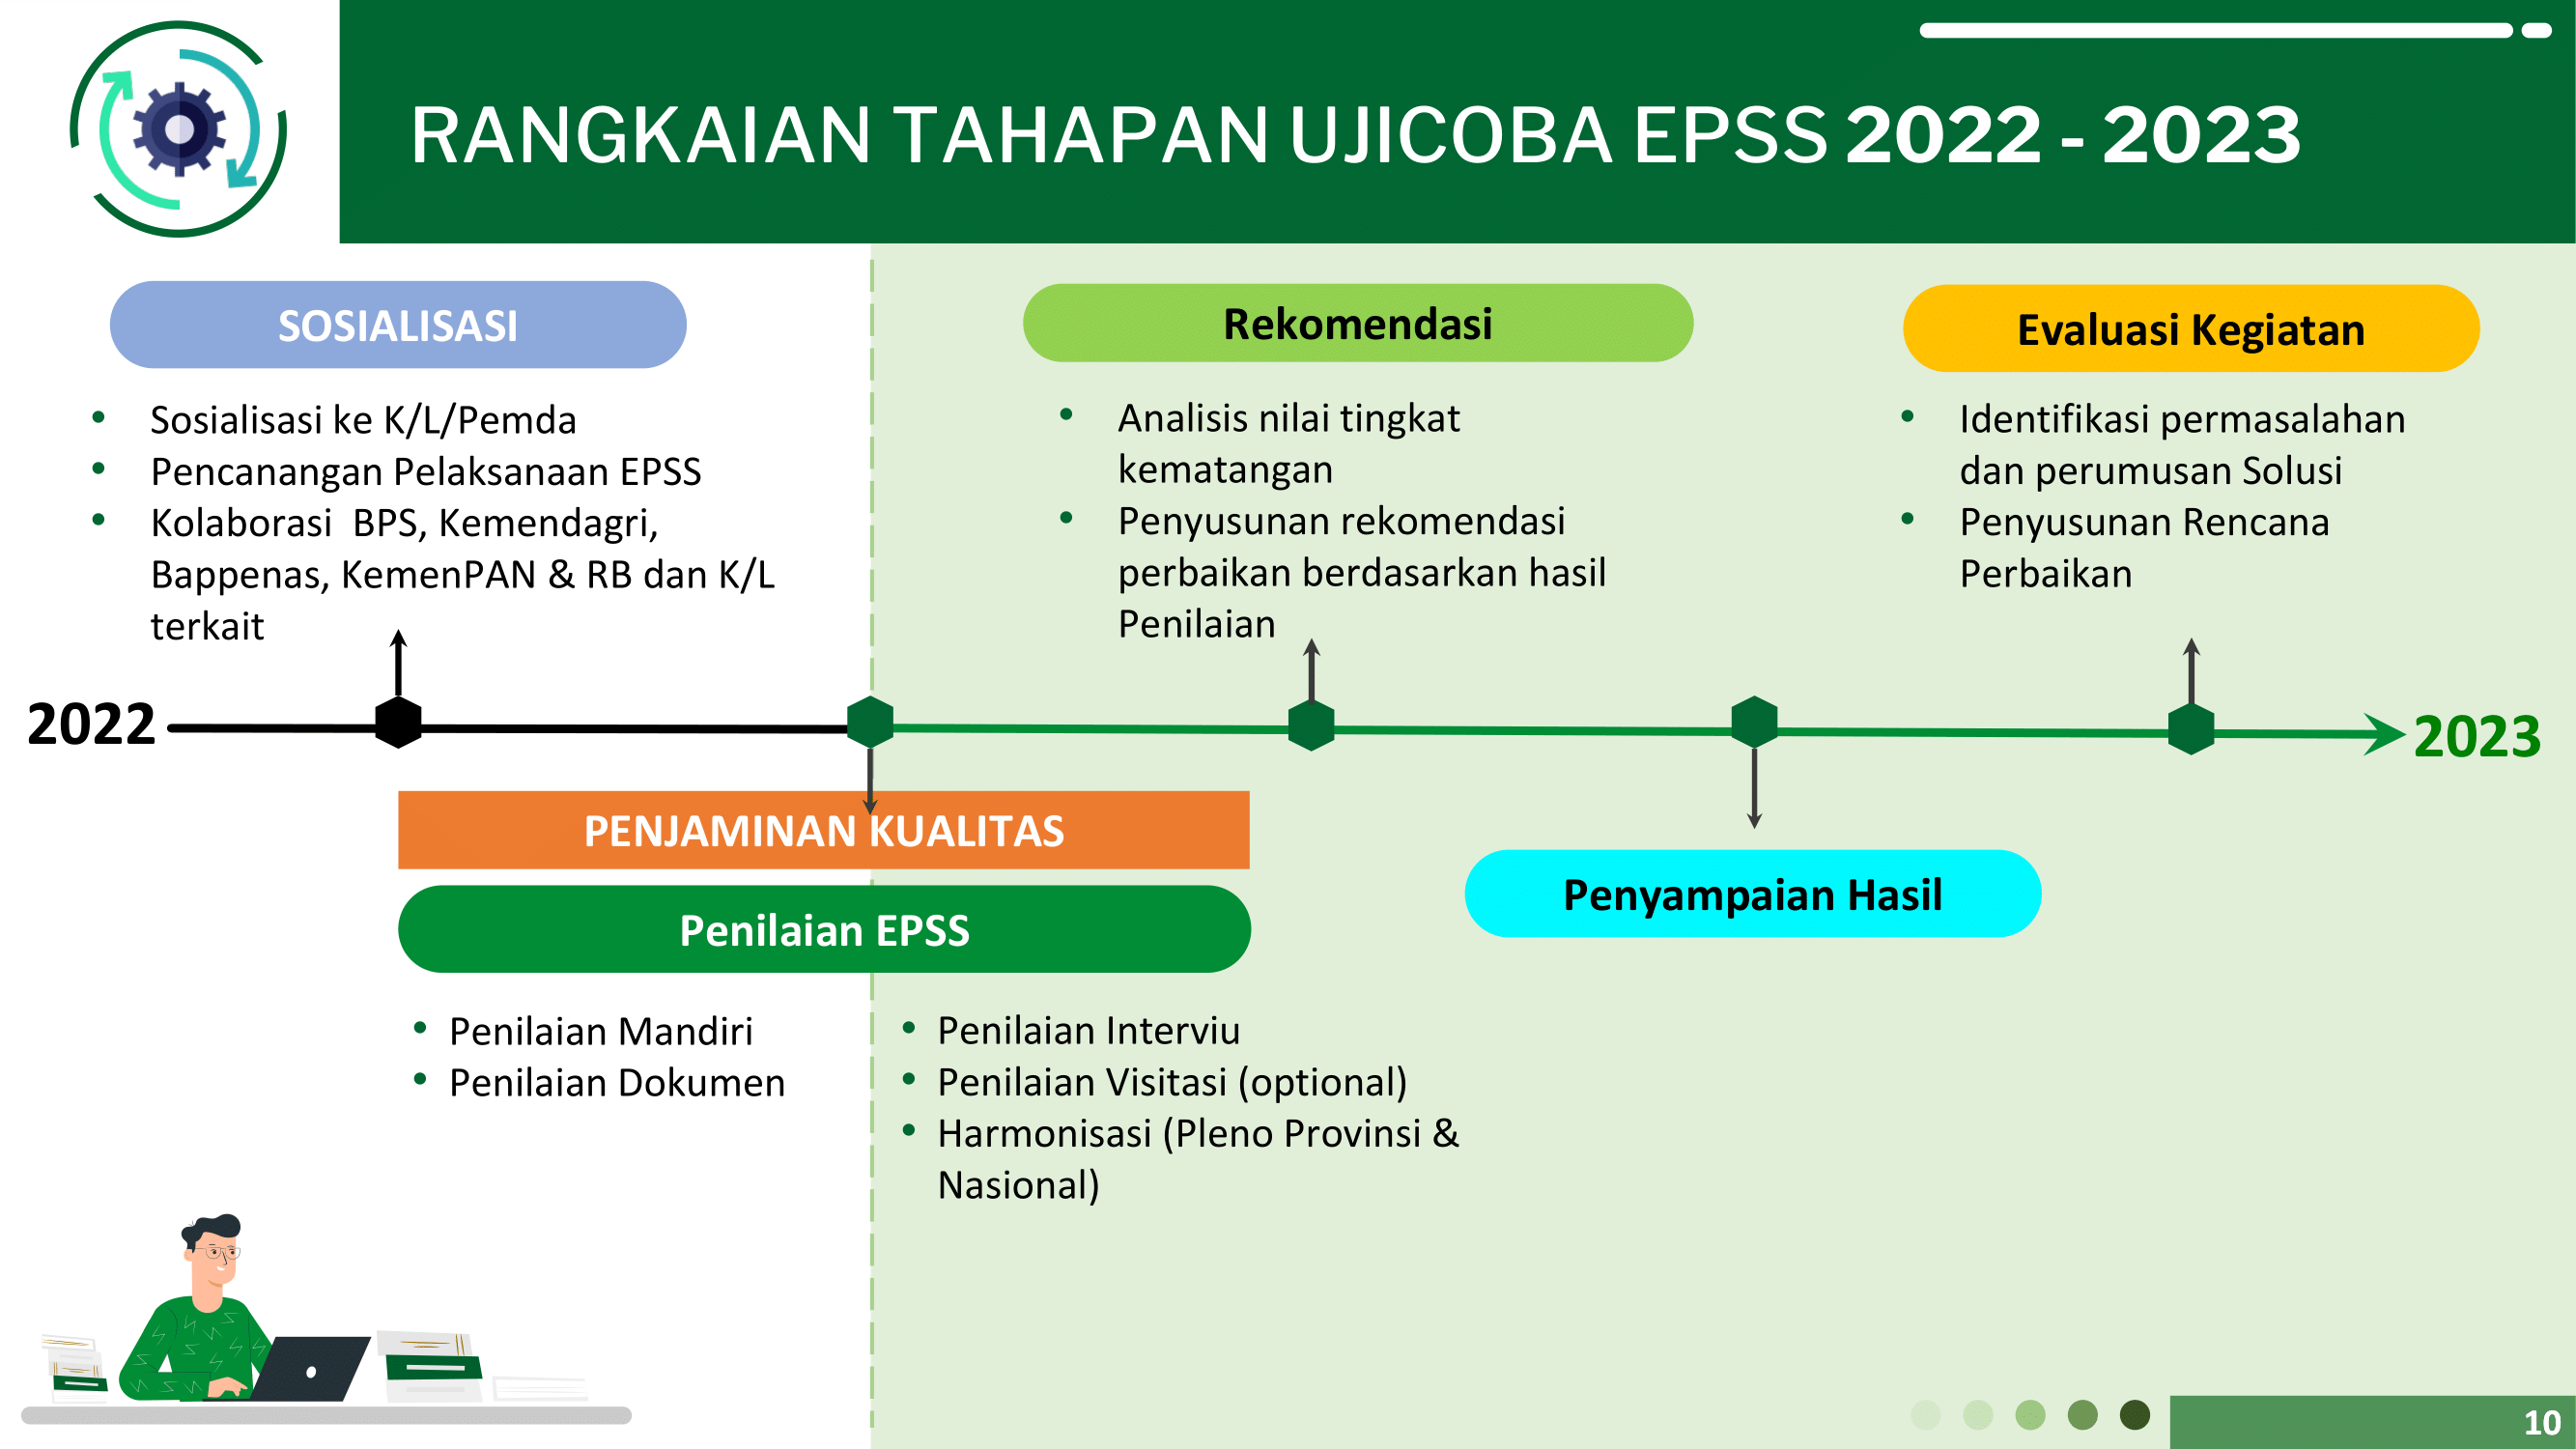 RANGKAIAN TAHAPAN UJICOBA EPSS 2022 - 2023
SOSIALISASI
• Sosialisasi ke K/L/Pemda
• Pencanangan Pelaksanaan EPSS
• Kolaborasi BPS, Kemendagri,
Bappenas, KemenPAN & RB dan K/L
terkait
Rekomendasi
• Analisis nilai tingkat
kematangan
• Penyusunan rekomendasi
perbaikan berdasarkan hasil
Penilaian
Evaluasi Kegiatan
• Identifikasi permasalahan
dan perumusan Solusi
• Penyusunan Rencana
Perbaikan
2022
2023
PENJAMINAN KUALITAS
Penilaian EPSS
• Penilaian Mandiri
• Penilaian Dokumen
• Penilaian Interviu
• Penilaian Visitasi (optional)
• Harmonisasi (Pleno Provinsi &
Nasional)
Penyampaian Hasil
10